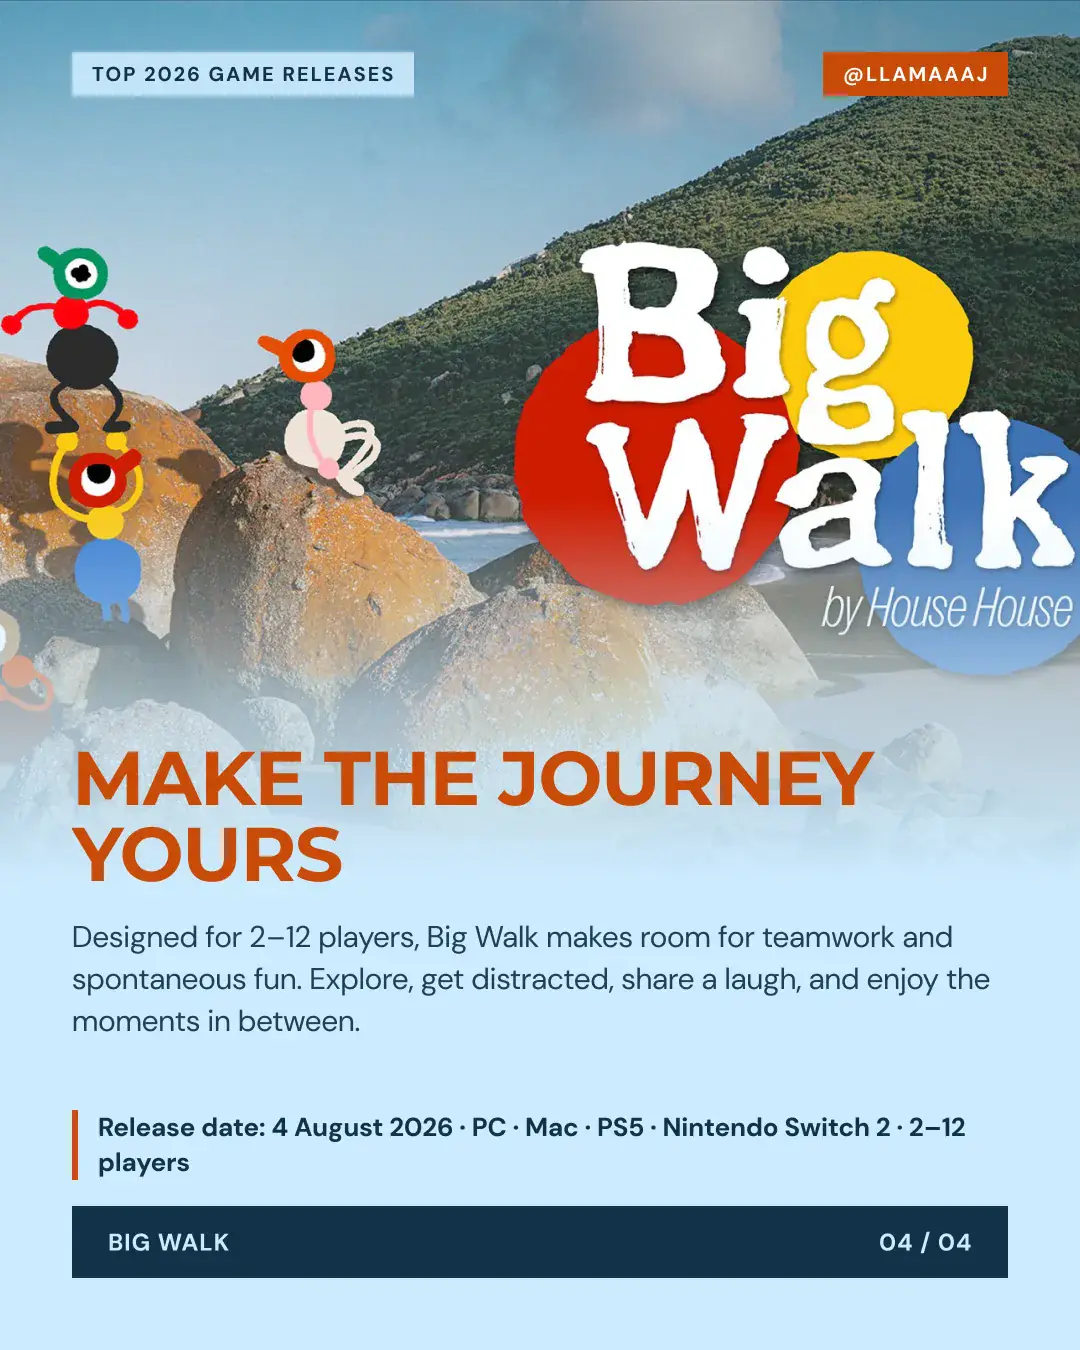 TOP 2026 GAME RELEASES
@LLAMAAAJ
Big
Walk
by House House
MAKE THE JOURNEY
YOURS
Designed for 2–12 players, Big Walk makes room for teamwork and
spontaneous fun. Explore, get distracted, share a laugh, and enjoy the
moments in between.
Release date: 4 August 2026 · PC · Mac · PS5 · Nintendo Switch 2 · 2–12
players
BIG WALK
04 / 04